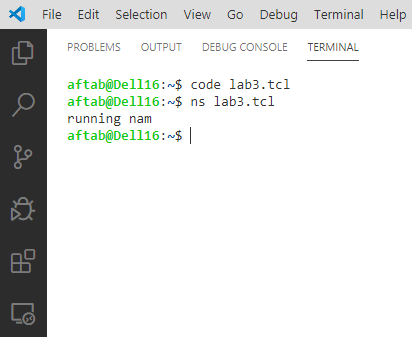 File Edit Selection View Go Debug Terminal Help
PROBLEMS OUTPUT DEBUG CONSOLE TERMINAL
aftab@Dell16:~$ code lab3.tcl
aftab@Dell16:~$ ns lab3.tcl
running nam
aftab@Dell16:~$